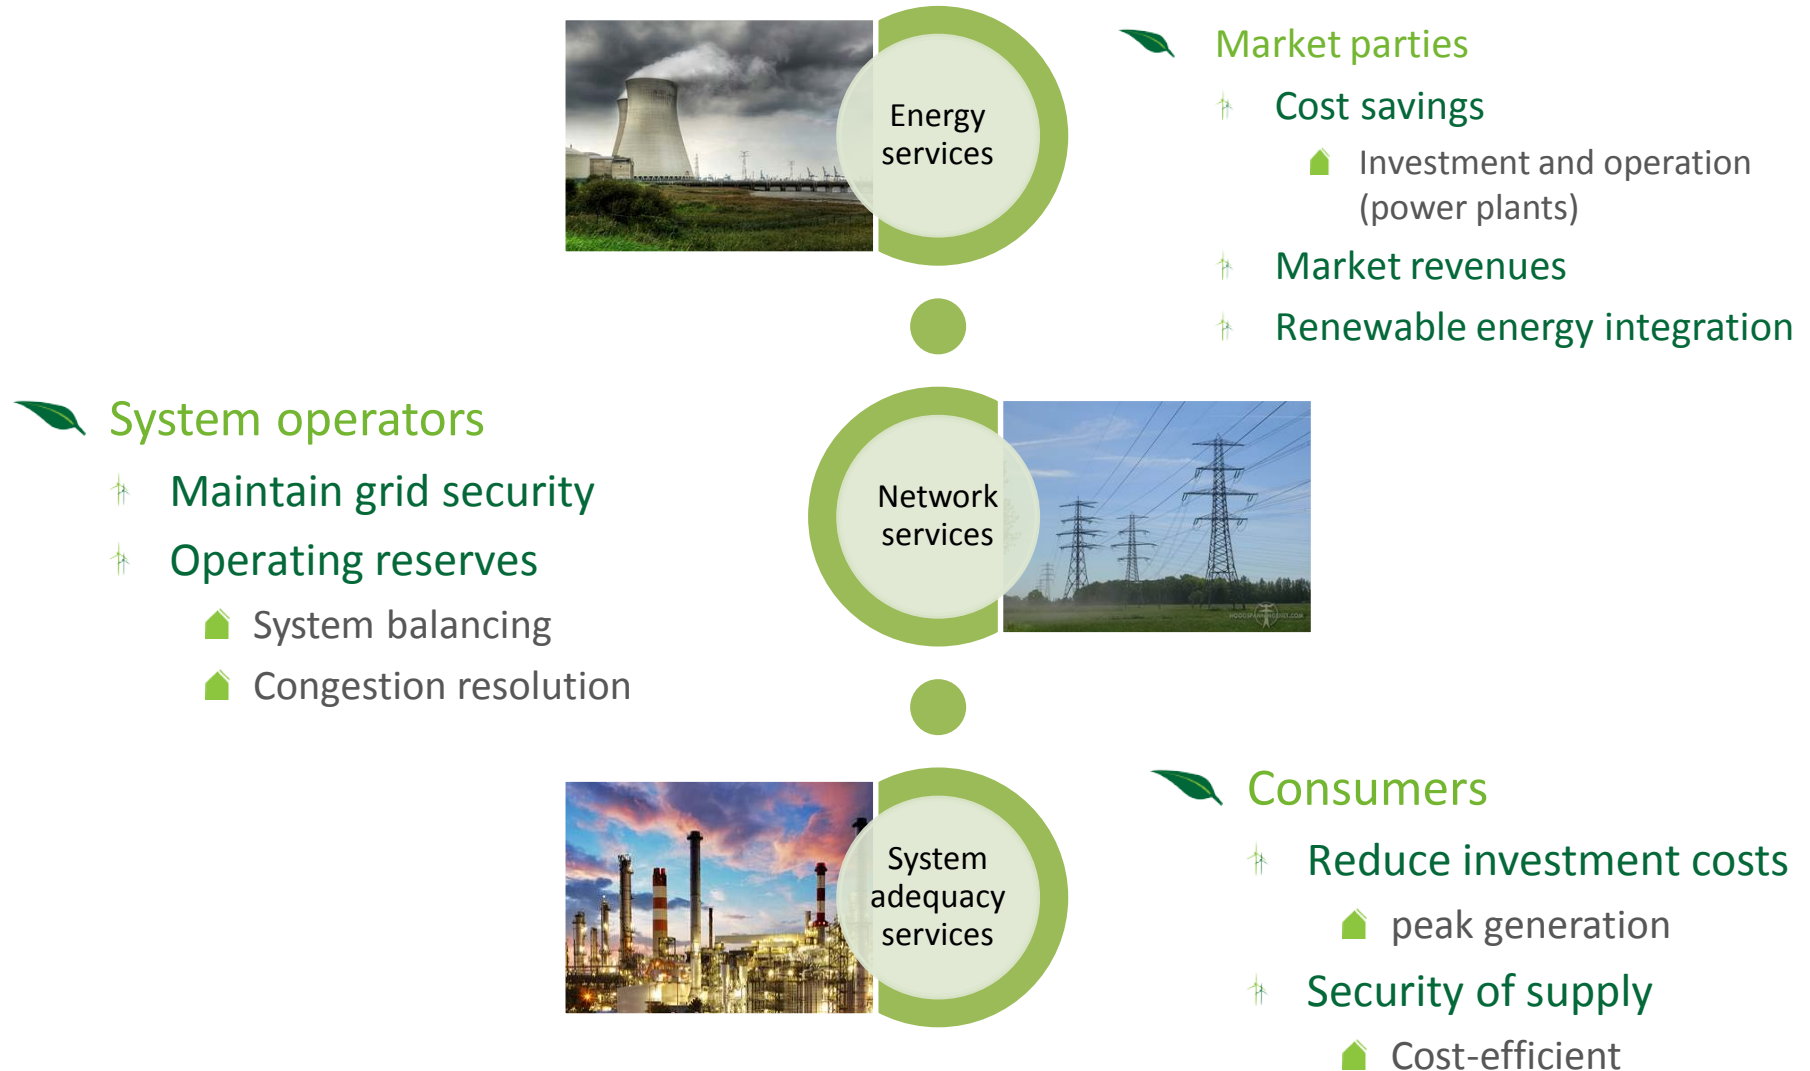 Energy
services
Market parties
Cost savings
Investment and operation
(power plants)
Market revenues
Renewable energy integration
System operators
Maintain grid security
Operating reserves
System balancing
Congestion resolution
Network
services
System
adequacy
services
Consumers
Reduce investment costs
peak generation
Security of supply
Cost-efficient